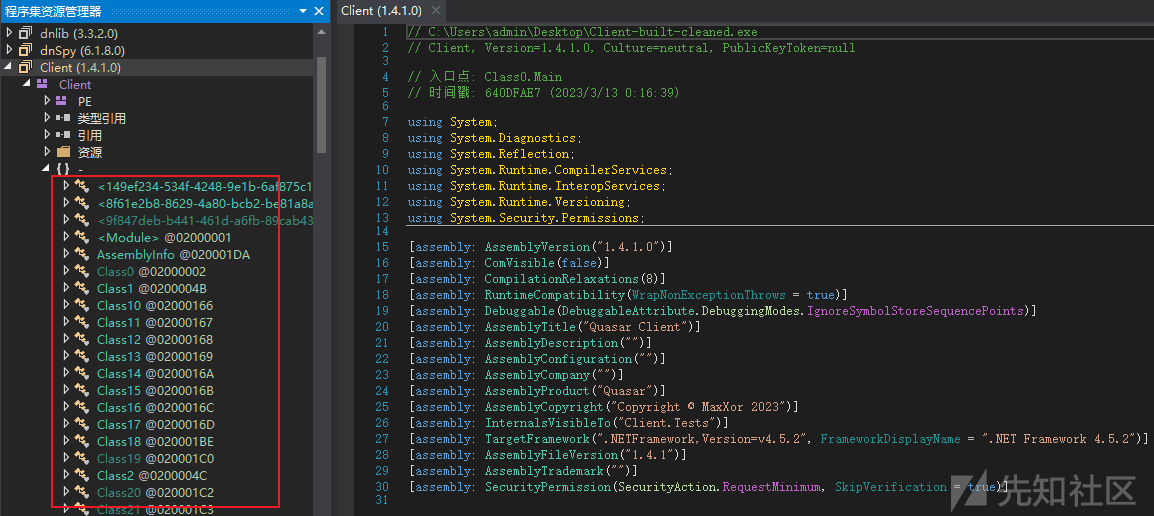 程序集资源管理器
dnlib (3.3.2.0)
dnSpy (6.1.8.0)
Client (1.4.1.0)
Client
PE
类型引用
引用
资源
{ } -
<149ef234-534f-4248-9e1b-6af875c1
<8f61e2b8-8629-4a80-bcb2-be81a8a
<9f847deb-b441-461d-a6fb-89cab43
<Module> @02000001
AssemblyInfo @020001DA
Class0 @02000002
Class1 @0200004B
Class10 @02000166
Class11 @02000167
Class12 @02000168
Class13 @02000169
Class14 @0200016A
Class15 @0200016B
Class16 @0200016C
Class17 @0200016D
Class18 @020001BE
Class19 @020001C0
Class2 @0200004C
Class20 @020001C2
Class21 @020001C3
Client (1.4.1.0)
1 // C:\Users\admin\Desktop\Client-built-cleaned.exe
2 // Client, Version=1.4.1.0, Culture=neutral, PublicKeyToken=null
3
4 // 入口点: Class0.Main
5 // 时间戳: 640DFAE7 (2023/3/13 0:16:39)
6
7 using System;
8 using System.Diagnostics;
9 using System.Reflection;
10 using System.Runtime.CompilerServices;
11 using System.Runtime.InteropServices;
12 using System.Runtime.Versioning;
13 using System.Security.Permissions;
14
15 [assembly: AssemblyVersion("1.4.1.0")]
16 [assembly: ComVisible(false)]
17 [assembly: CompilationRelaxations(8)]
18 [assembly: RuntimeCompatibility(WrapNonExceptionThrows = true)]
19 [assembly: Debuggable(DebuggableAttribute.DebuggingModes.IgnoreSymbolStoreSequencePoints)]
20 [assembly: AssemblyTitle("Quasar Client")]
21 [assembly: AssemblyDescription("")]
22 [assembly: AssemblyConfiguration("")]
23 [assembly: AssemblyCompany("")]
24 [assembly: AssemblyProduct("Quasar")]
25 [assembly: AssemblyCopyright("Copyright © MaxXor 2023")]
26 [assembly: InternalsVisibleTo("Client.Tests")]
27 [assembly: TargetFramework(".NETFramework,Version=v4.5.2", FrameworkDisplayName = ".NET Framework 4.5.2")]
28 [assembly: AssemblyFileVersion("1.4.1")]
29 [assembly: AssemblyTrademark("")]
30 [assembly: SecurityPermission(SecurityAction.RequestMinimum, SkipVerification = true)]
31
先知社区